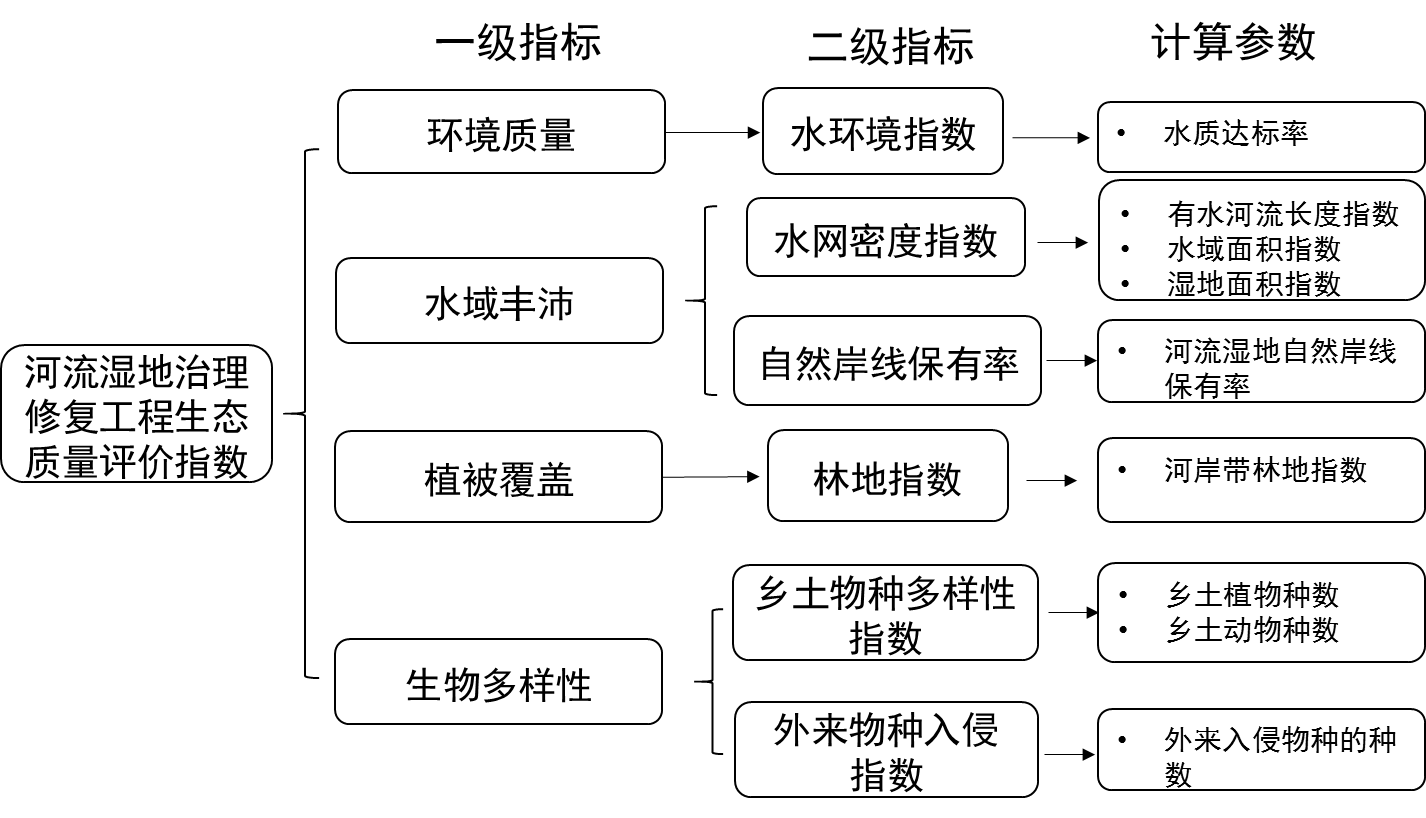 一级指标
二级指标
计算参数
河流湿地治理
修复工程生态
质量评价指数
环境质量
水环境指数
• 水质达标率
水域丰沛
水网密度指数
• 有水河流长度指数
• 水域面积指数
• 湿地面积指数
自然岸线保有率
• 河流湿地自然岸线
保有率
植被覆盖
林地指数
• 河岸带林地指数
生物多样性
乡土物种多样性
指数
• 乡土植物种数
• 乡土动物种数
外来物种入侵
指数
• 外来入侵物种的种
数